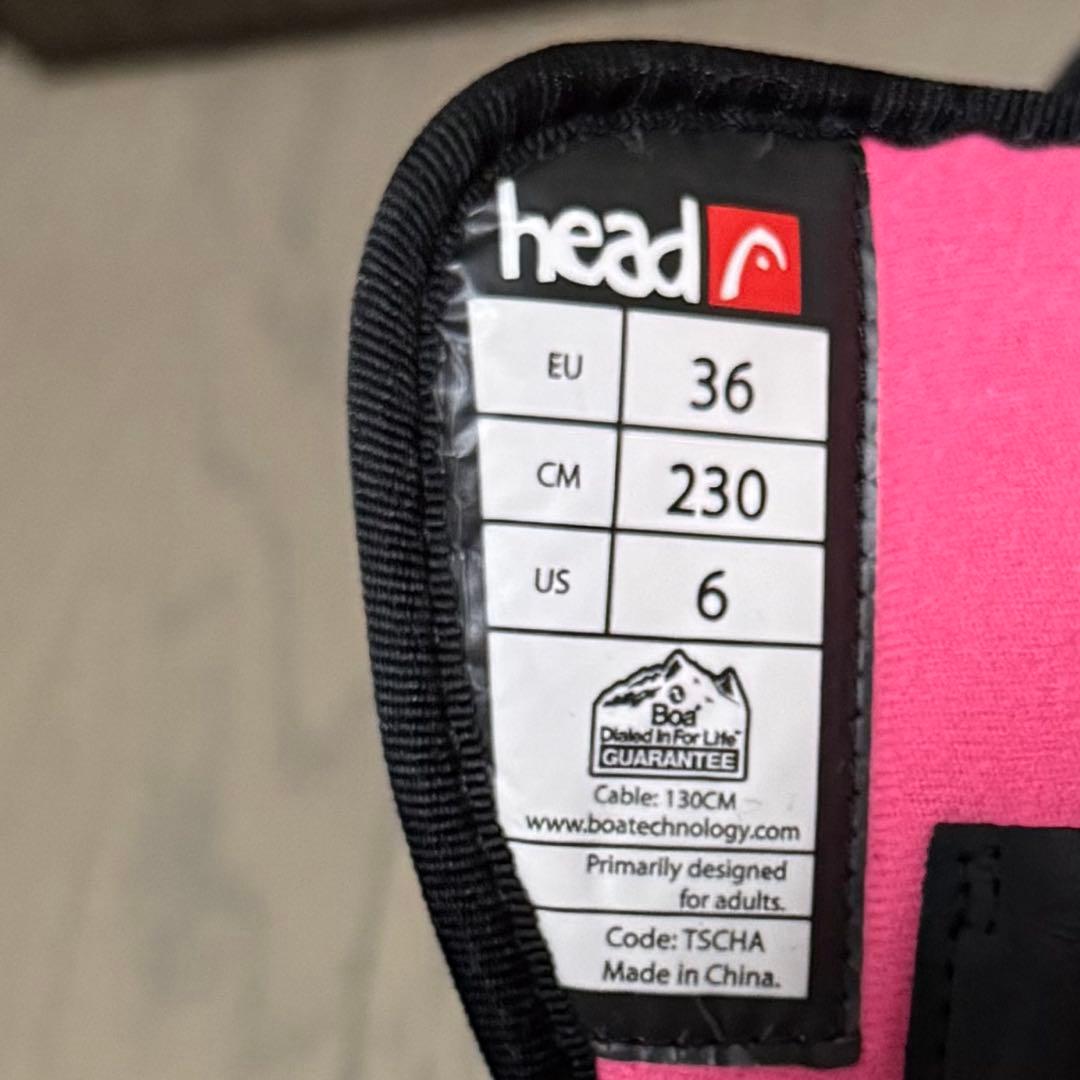 head
EU 36
CM 230
US 6
Boa
Dialed In For Life™
GUARANTEE
Cable: 130CM
www.boatechnology.com
Primarily designed
for adults.
Code: TSCHA
Made in China.